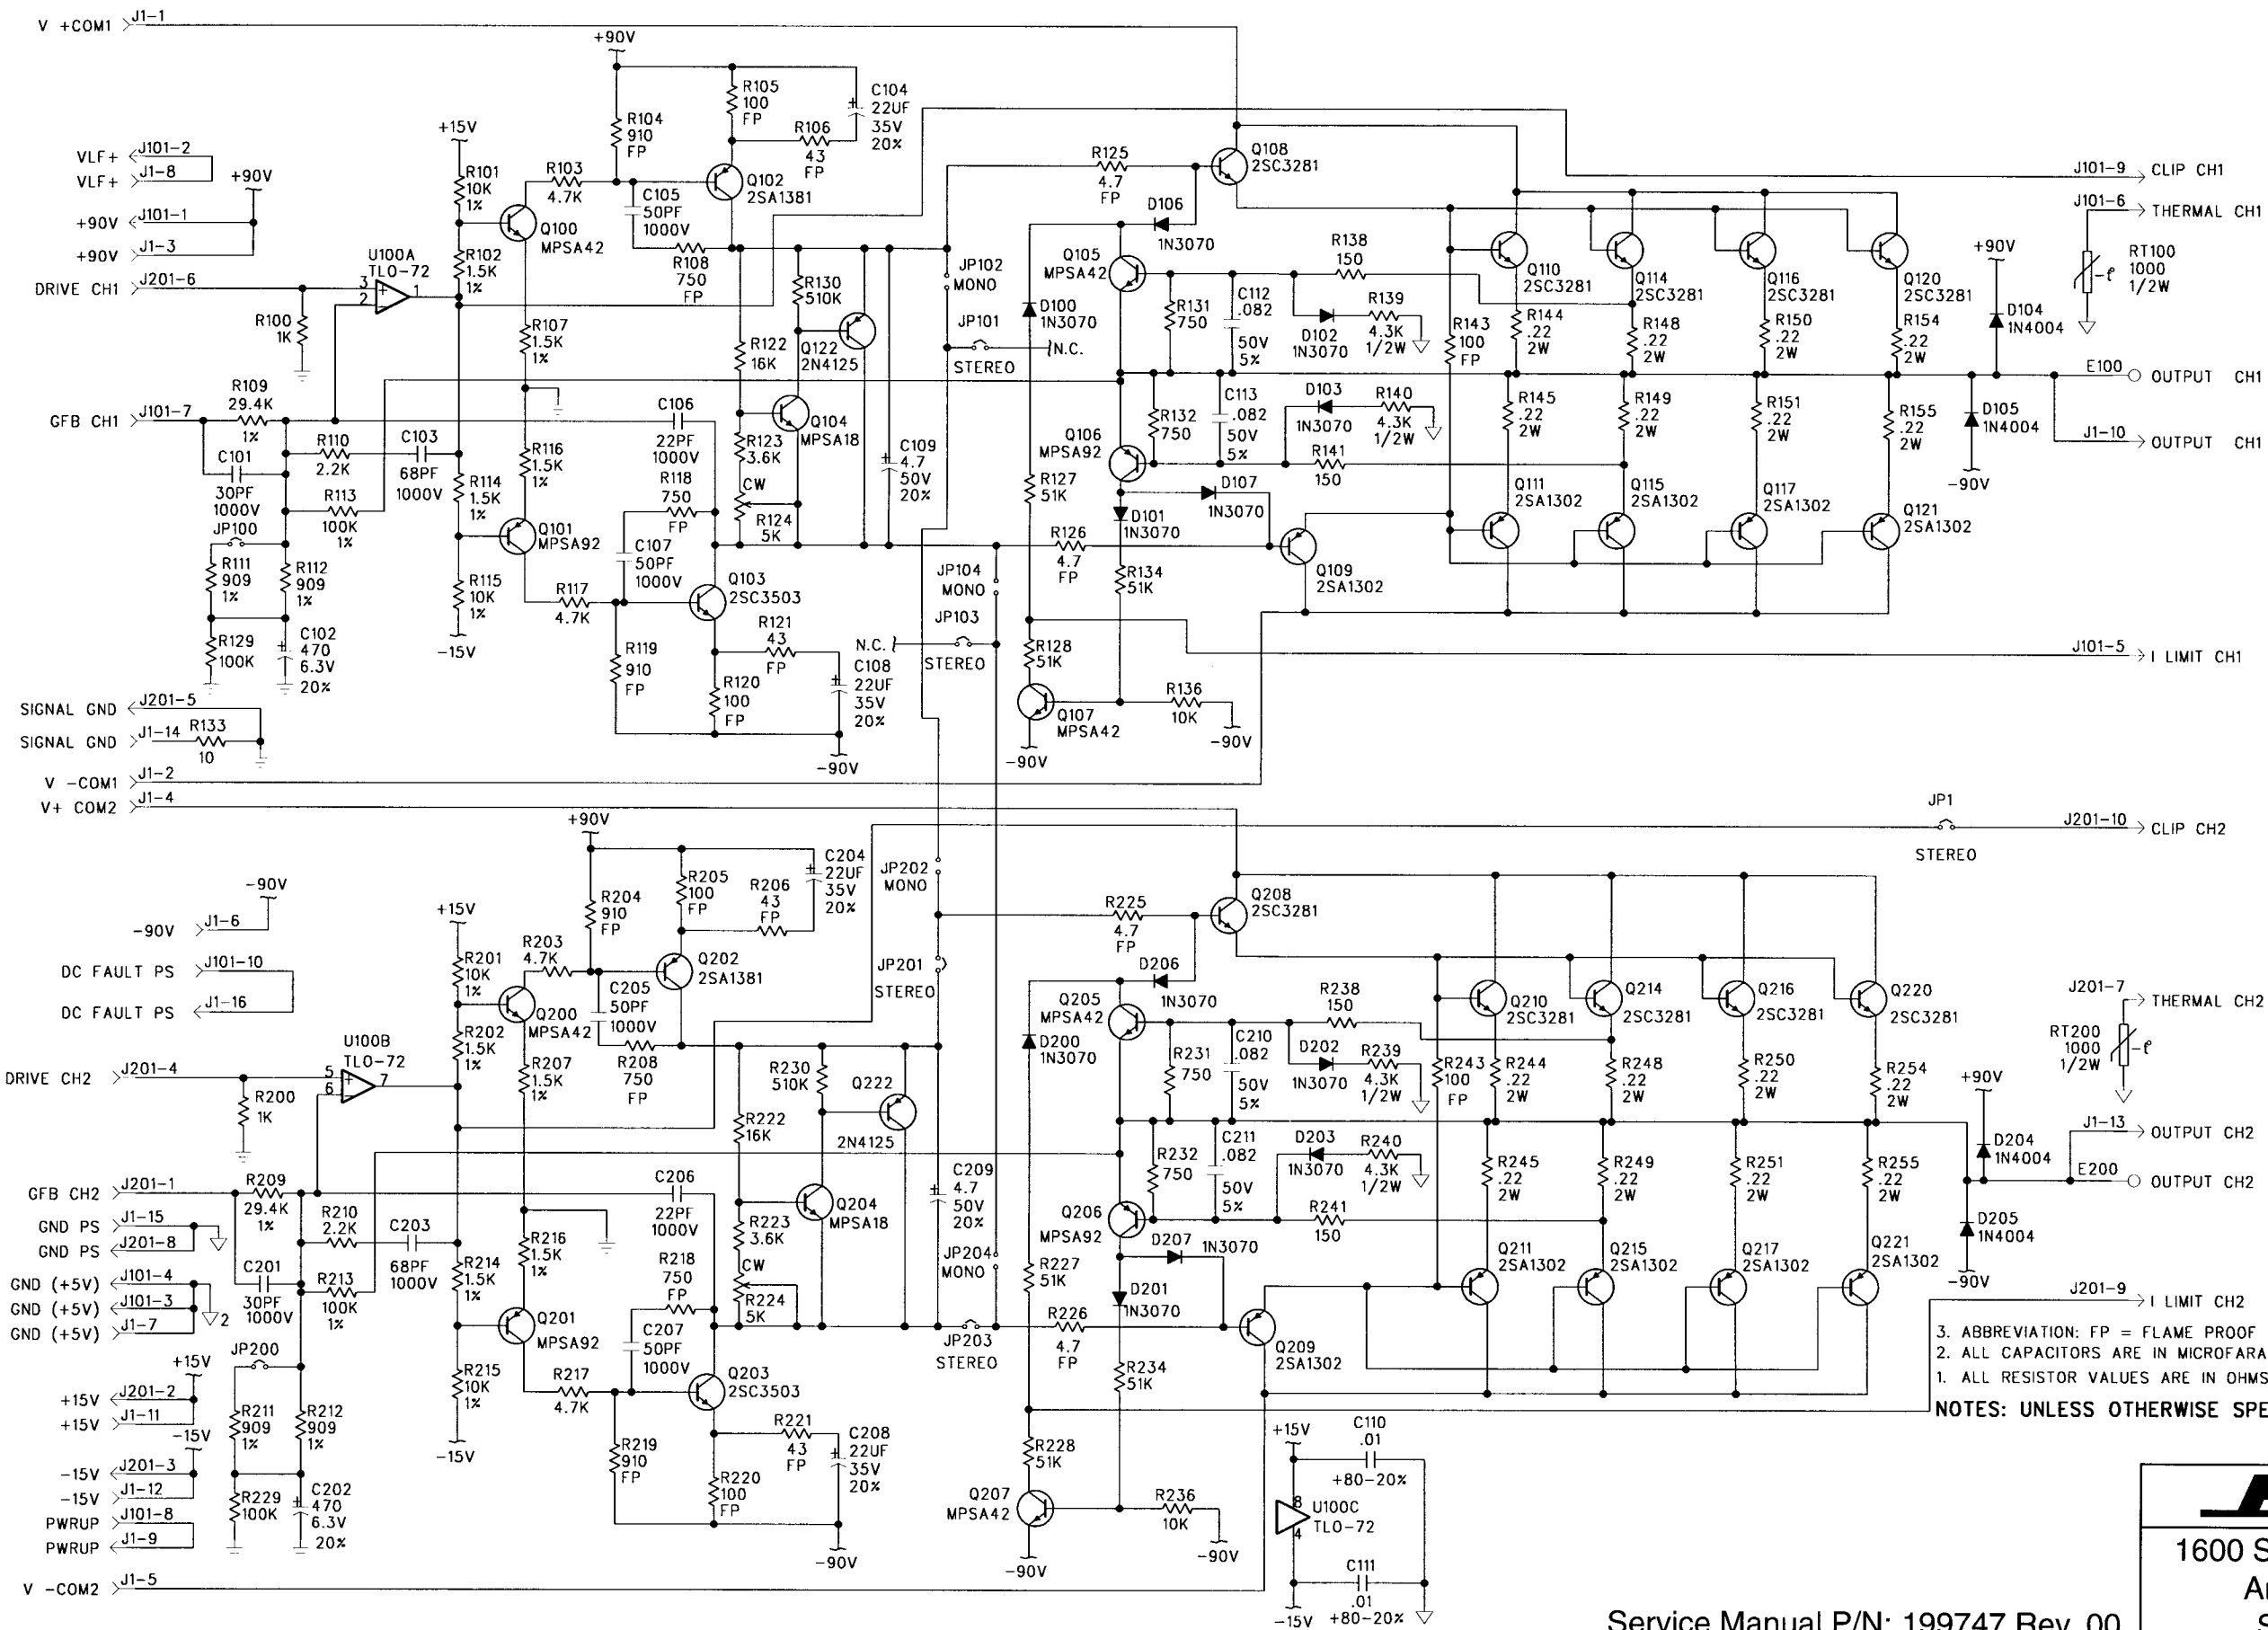 V +COM1 J1-1
+90V
R105
100
FP
C104
22UF
35V
20%
R104
910
FP
R106
43
FP
+15V
VLF+ J101-2
VLF+ J1-8
+90V
+90V J101-1
+90V J1-3
R101
10K
1%
R103
4.7K
Q102
2SA1381
C105
50PF
1000V
Q100
MPSA42
R108
750
FP
U100A
TLO-72
3
2
1
R102
1.5K
1%
DRIVE CH1 J201-6
R100
1K
R107
1.5K
1%
R130
510K
R122
16K
Q122
2N4125
JP102
MONO
JP101
STEREO
N.C.
R125
4.7
FP
Q108
2SC3281
D106
1N3070
Q105
MPSA42
D100
1N3070
R131
750
C112
.082
50V
5%
R138
150
D102
1N3070
R139
4.3K
1/2W
R143
100
FP
Q110
2SC3281
Q114
2SC3281
Q116
2SC3281
Q120
2SC3281
R144
.22
2W
R148
.22
2W
R150
.22
2W
R154
.22
2W
+90V
D104
1N4004
J101-9 CLIP CH1
J101-6 THERMAL CH1
RT100
1000
1/2W
E100 OUTPUT CH1
J1-10 OUTPUT CH1
D105
1N4004
-90V
GFB CH1 J101-7
R109
29.4K
1%
C101
30PF
1000V
R110
2.2K
C103
68PF
1000V
R113
100K
1%
R114
1.5K
1%
R116
1.5K
1%
C106
22PF
1000V
R118
750
FP
R123
3.6K
CW
R124
5K
Q104
MPSA18
C109
4.7
50V
20%
JP100
R111
909
1%
R112
909
1%
R129
100K
C102
470
6.3V
20%
R115
10K
1%
-15V
Q101
MPSA92
R117
4.7K
C107
50PF
1000V
Q103
2SC3503
R119
910
FP
R121
43
FP
R120
100
FP
C108
22UF
35V
20%
-90V
JP104
MONO
JP103
STEREO
N.C.
R132
750
C113
.082
50V
5%
D103
1N3070
R140
4.3K
1/2W
R141
150
Q106
MPSA92
R127
51K
D107
1N3070
D101
1N3070
R126
4.7
FP
R134
51K
Q109
2SA1302
R128
51K
Q107
MPSA42
R136
10K
-90V
-90V
R145
.22
2W
R149
.22
2W
R151
.22
2W
R155
.22
2W
Q111
2SA1302
Q115
2SA1302
Q117
2SA1302
Q121
2SA1302
J101-5 I LIMIT CH1
SIGNAL GND J201-5
SIGNAL GND J1-14 R133
10
V -COM1 J1-2
V+ COM2 J1-4
JP1
STEREO
J201-10 CLIP CH2
+90V
R205
100
FP
C204
22UF
35V
20%
R204
910
FP
R206
43
FP
JP202
MONO
JP201
STEREO
-90V
-90V J1-6
DC FAULT PS J101-10
DC FAULT PS J1-16
+15V
R201
10K
1%
R203
4.7K
Q202
2SA1381
C205
50PF
1000V
Q200
MPSA42
R208
750
FP
U100B
TLO-72
5
6
7
R202
1.5K
1%
R207
1.5K
1%
DRIVE CH2 J201-4
R200
1K
R230
510K
R222
16K
Q222
2N4125
R225
4.7
FP
Q208
2SC3281
D206
1N3070
Q205
MPSA42
D200
1N3070
R231
750
C210
.082
50V
5%
R238
150
D202
1N3070
R239
4.3K
1/2W
R243
100
FP
Q210
2SC3281
Q214
2SC3281
Q216
2SC3281
Q220
2SC3281
R244
.22
2W
R248
.22
2W
R250
.22
2W
R254
.22
2W
J201-7 THERMAL CH2
RT200
1000
1/2W
+90V
D204
1N4004
J1-13 OUTPUT CH2
E200 OUTPUT CH2
D205
1N4004
-90V
GFB CH2 J201-1
GND PS J1-15
GND PS J201-8
GND (+5V) J101-4
GND (+5V) J101-3
GND (+5V) J1-7
2
R209
29.4K
1%
R210
2.2K
C203
68PF
1000V
C201
30PF
1000V
R213
100K
1%
R214
1.5K
1%
R216
1.5K
1%
C206
22PF
1000V
R218
750
FP
R223
3.6K
CW
R224
5K
Q204
MPSA18
C209
4.7
50V
20%
JP204
MONO
JP203
STEREO
R232
750
C211
.082
50V
5%
D203
1N3070
R240
4.3K
1/2W
R241
150
Q206
MPSA92
D207
1N3070
R227
51K
D201
1N3070
R226
4.7
FP
R234
51K
Q209
2SA1302
R245
.22
2W
R249
.22
2W
R251
.22
2W
R255
.22
2W
Q211
2SA1302
Q215
2SA1302
Q217
2SA1302
Q221
2SA1302
J201-9 I LIMIT CH2
JP200
+15V
+15V J201-2
+15V J1-11
-15V
-15V J201-3
-15V J1-12
PWRUP J101-8
PWRUP J1-9
R211
909
1%
R212
909
1%
R229
100K
C202
470
6.3V
20%
R215
10K
1%
-15V
Q201
MPSA92
R217
4.7K
C207
50PF
1000V
Q203
2SC3503
R219
910
FP
R221
43
FP
R220
100
FP
C208
22UF
35V
20%
-90V
R228
51K
Q207
MPSA42
R236
10K
-90V
-90V
+15V
C110
.01
+80-20%
8
U100C
TLO-72
4
C111
.01
+80-20%
-15V
V -COM2 J1-5
3. ABBREVIATION: FP = FLAME PROOF
2. ALL CAPACITORS ARE IN MICROFARA
1. ALL RESISTOR VALUES ARE IN OHMS
NOTES: UNLESS OTHERWISE SPE
1600 S
Service Manual P/N: 199747 Rev. 00